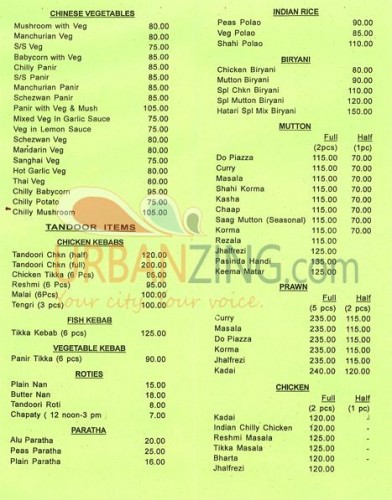 CHINESE VEGETABLES
Mushroom with Veg 80.00
Manchurian Veg 80.00
S/S Veg 75.00
Babycorn with Veg 85.00
Chilly Panir 85.00
S/S Panir 85.00
Manchurian Panir 85.00
Schezwan Panir 85.00
Panir with Veg & Mush 105.00
Mixed Veg In Garlic Sauce 75.00
Veg in Lemon Sauce 75.00
Schezwan Veg 80.00
Mandarin Veg 80.00
Sanghai Veg 75.00
Hot Garlic Veg 80.00
Thai Veg 80.00
Chilly Babycorn 95.00
Chilly Potato 75.00
Chilly Mushroom 105.00
TANDOOR ITEMS
CHICKEN KEBABS
Tandoori Chkn (half) 120.00
Tandoori Chkn (full) 200.00
Chicken Tikka (6 Pcs)
Reshmi (6 Pcs) 95.00
Malai (6Pcs) 100.00
Tengri (3 pcs) 100.00
FISH KEBAB
Tikka Kebab (6 pcs) 125.00
VEGETABLE KEBAB
Panir Tikka (6 pcs) 90.00
ROTIES
Plain Nan 15.00
Butter Nan 18.00
Tandoori Roti 8.00
Chapaty ( 12 noon-3 pm 7.00
PARATHA
Alu Paratha 20.00
Peas Paratha 25.00
Plain Paratha 16.00
INDIAN RICE
Peas Polao 90.00
Veg Polao 85.00
Shahi Polao 110.00
BIRYANI
Chicken Biryani 80.00
Mutton Biryani 90.00
Spl Chkn Biryani 110.00
Spl Mutton Biryani 120.00
Hatari Spl Mix Biryani 150.00
MUTTON
Full Half
(2pcs) (1pc)
Do Piazza 115.00 70.00
Curry 115.00 70.00
Masala 115.00 70.00
Shahi Korma 115.00 70.00
Kasha 115.00 70.00
Chaap 115.00 70.00
Saag Mutton (Seasonal) 115.00 70.00
Korma 115.00 70.00
Rezala 115.00
Jhalfrezi 125.00
Pasinda Handi 135.00
Keema Matar 125.00
PRAWN
Full Half
(5 pcs) (2 pcs)
Curry 235.00 115.00
Masala 235.00 115.00
Do Piazza 235.00 115.00
Korma 235.00 115.00
Jhalfrezi 235.00 115.00
Kadai 240.00 120.00
CHICKEN
Full Half
(2 pcs) (1 pc)
Kadai 120.00 -
Indian Chilly Chicken 120.00 -
Reshmi Masala 125.00 -
Tikka Masala 125.00 -
Bharta 120.00 -
Jhalfrezi 120.00 -
URBANZING.com
Your city. Your voice.